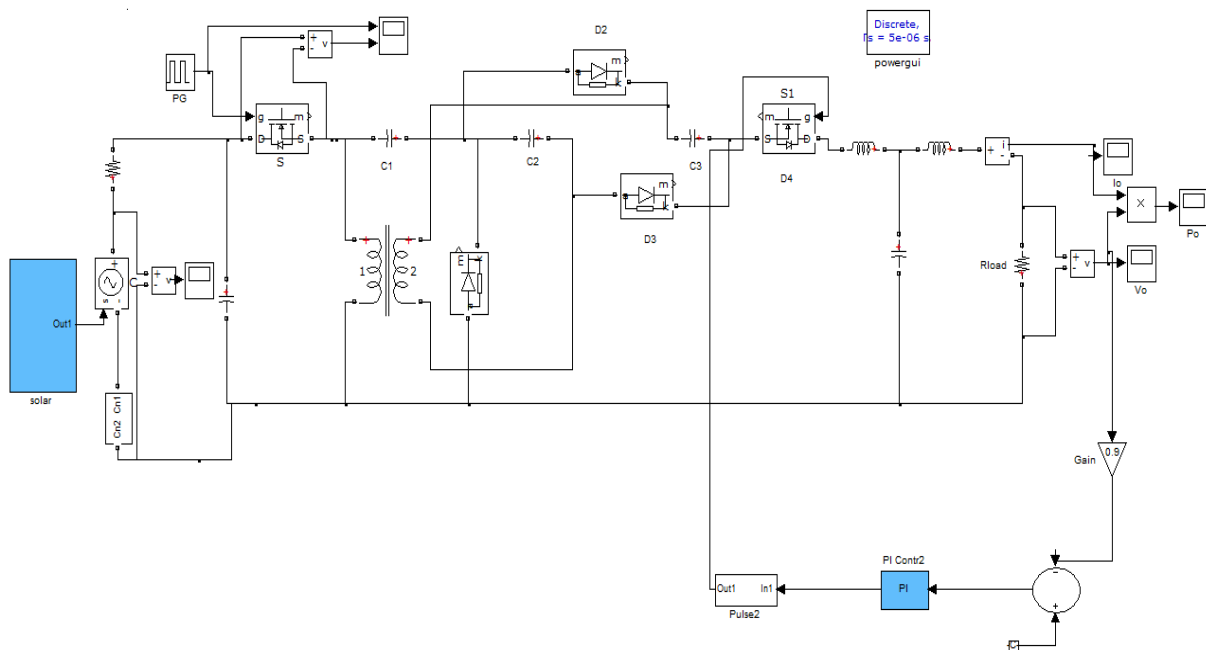 D2
Discrete,
Ts = 5e-06 s.
powergui
+
-
v
m
a
k
PG
S1
g
m
D
S
S
m
g
S
D
C1
C2
C3
D4
a
m
k
D3
i
+
-
Io
X
Po
1
2
E
Rload
+
-
v
Vo
+
-
s
+
-
v
C
Out1
solar
Cn2 Cn1
Gain
0.9
PI Contr2
PI
Out1
In1
Pulse2
−
+
C